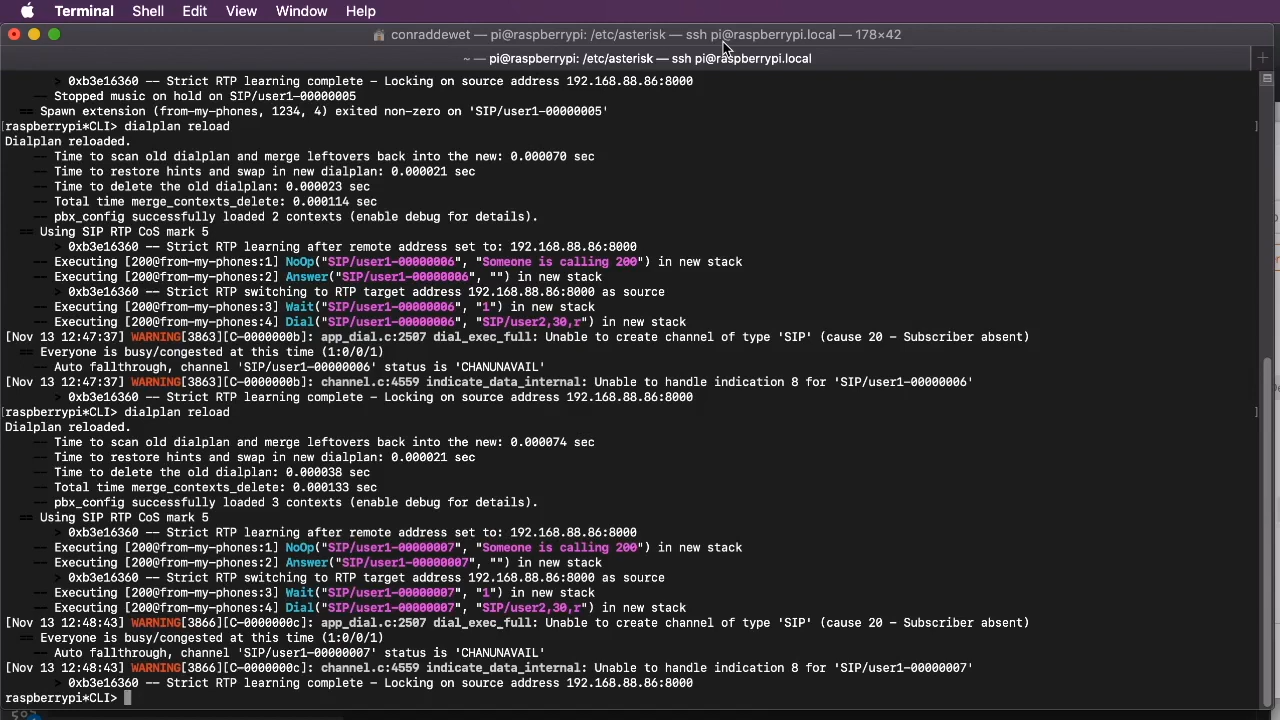 Terminal Shell Edit View Window Help
conraddewet — pi@raspberrypi: /etc/asterisk — ssh pi@raspberrypi.local — 178×42
~ — pi@raspberrypi: /etc/asterisk — ssh pi@raspberrypi.local
> 0xb3e16360 -- Strict RTP learning complete - Locking on source address 192.168.88.86:8000
-- Stopped music on hold on SIP/user1-00000005
== Spawn extension (from-my-phones, 1234, 4) exited non-zero on 'SIP/user1-00000005'
[raspberrypi*CLI> dialplan reload ]
Dialplan reloaded.
-- Time to scan old dialplan and merge leftovers back into the new: 0.000070 sec
-- Time to restore hints and swap in new dialplan: 0.000021 sec
-- Time to delete the old dialplan: 0.000023 sec
-- Total time merge_contexts_delete: 0.000114 sec
-- pbx_config successfully loaded 2 contexts (enable debug for details).
== Using SIP RTP CoS mark 5
> 0xb3e16360 -- Strict RTP learning after remote address set to: 192.168.88.86:8000
-- Executing [200@from-my-phones:1] NoOp("SIP/user1-00000006", "Someone is calling 200") in new stack
-- Executing [200@from-my-phones:2] Answer("SIP/user1-00000006", "") in new stack
> 0xb3e16360 -- Strict RTP switching to RTP target address 192.168.88.86:8000 as source
-- Executing [200@from-my-phones:3] Wait("SIP/user1-00000006", "1") in new stack
-- Executing [200@from-my-phones:4] Dial("SIP/user1-00000006", "SIP/user2,30,r") in new stack
[Nov 13 12:47:37] WARNING[3863][C-0000000b]: app_dial.c:2507 dial_exec_full: Unable to create channel of type 'SIP' (cause 20 - Subscriber absent)
== Everyone is busy/congested at this time (1:0/0/1)
-- Auto fallthrough, channel 'SIP/user1-00000006' status is 'CHANUNAVAIL'
[Nov 13 12:47:37] WARNING[3863][C-0000000b]: channel.c:4559 indicate_data_internal: Unable to handle indication 8 for 'SIP/user1-00000006'
> 0xb3e16360 -- Strict RTP learning complete - Locking on source address 192.168.88.86:8000
[raspberrypi*CLI> dialplan reload ]
Dialplan reloaded.
-- Time to scan old dialplan and merge leftovers back into the new: 0.000074 sec
-- Time to restore hints and swap in new dialplan: 0.000021 sec
-- Time to delete the old dialplan: 0.000038 sec
-- Total time merge_contexts_delete: 0.000133 sec
-- pbx_config successfully loaded 3 contexts (enable debug for details).
== Using SIP RTP CoS mark 5
> 0xb3e16360 -- Strict RTP learning after remote address set to: 192.168.88.86:8000
-- Executing [200@from-my-phones:1] NoOp("SIP/user1-00000007", "Someone is calling 200") in new stack
-- Executing [200@from-my-phones:2] Answer("SIP/user1-00000007", "") in new stack
> 0xb3e16360 -- Strict RTP switching to RTP target address 192.168.88.86:8000 as source
-- Executing [200@from-my-phones:3] Wait("SIP/user1-00000007", "1") in new stack
-- Executing [200@from-my-phones:4] Dial("SIP/user1-00000007", "SIP/user2,30,r") in new stack
[Nov 13 12:48:43] WARNING[3866][C-0000000c]: app_dial.c:2507 dial_exec_full: Unable to create channel of type 'SIP' (cause 20 - Subscriber absent)
== Everyone is busy/congested at this time (1:0/0/1)
-- Auto fallthrough, channel 'SIP/user1-00000007' status is 'CHANUNAVAIL'
[Nov 13 12:48:43] WARNING[3866][C-0000000c]: channel.c:4559 indicate_data_internal: Unable to handle indication 8 for 'SIP/user1-00000007'
> 0xb3e16360 -- Strict RTP learning complete - Locking on source address 192.168.88.86:8000
raspberrypi*CLI>